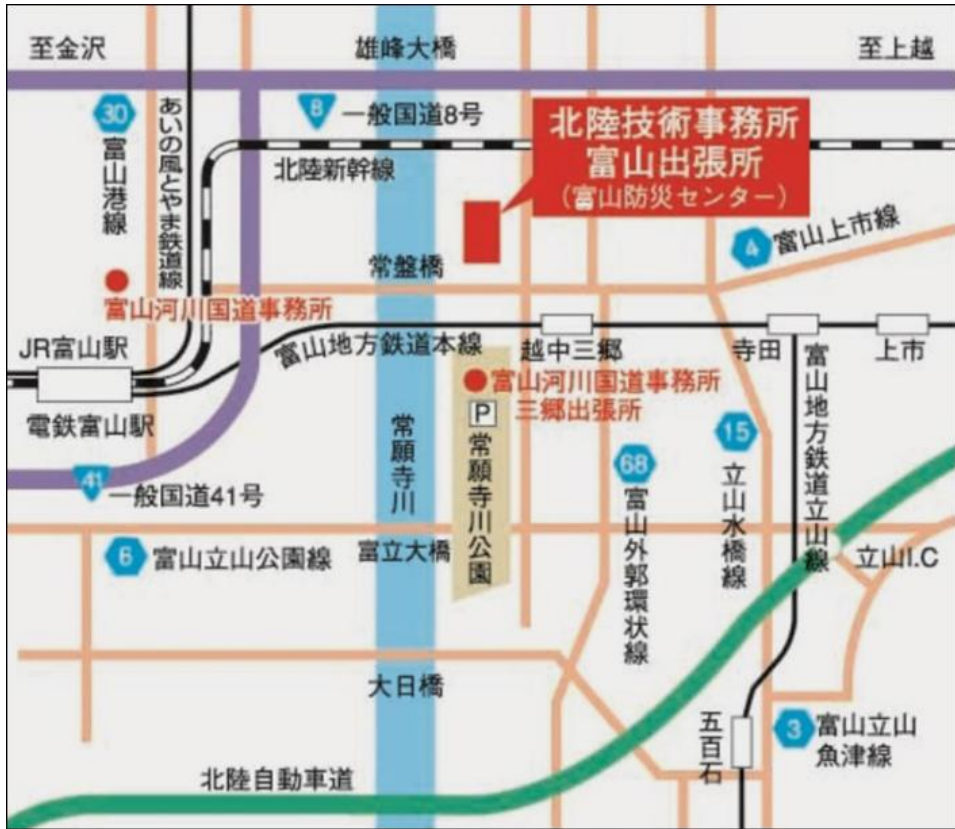 至金沢
雄峰大橋
至上越
30
富山港線
あいの風とやま鉄道線
8
一般国道8号
北陸新幹線
北陸技術事務所
富山出張所
(富山防災センター)
4
富山上市線
常盤橋
富山河川国道事務所
JR富山駅
電鉄富山駅
富山地方鉄道本線
越中三郷
寺田
上市
富山河川国道事務所
三郷出張所
P
常願寺川公園
常願寺川
41
一般国道41号
68
富山外郭環状線
15
立山水橋線
富山地方鉄道立山線
6
富山立山公園線
富立大橋
立山I.C
大日橋
五百石
3
富山立山
魚津線
北陸自動車道